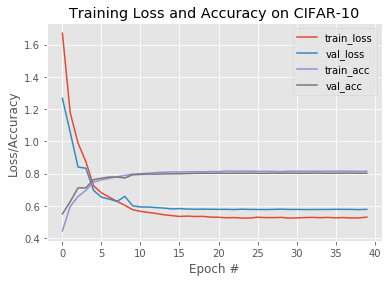 Training Loss and Accuracy on CIFAR-10
1.6
1.4
1.2
1.0
0.8
0.6
0.4
Loss/Accuracy
train_loss
val_loss
train_acc
val_acc
0 5 10 15 20 25 30 35 40
Epoch #